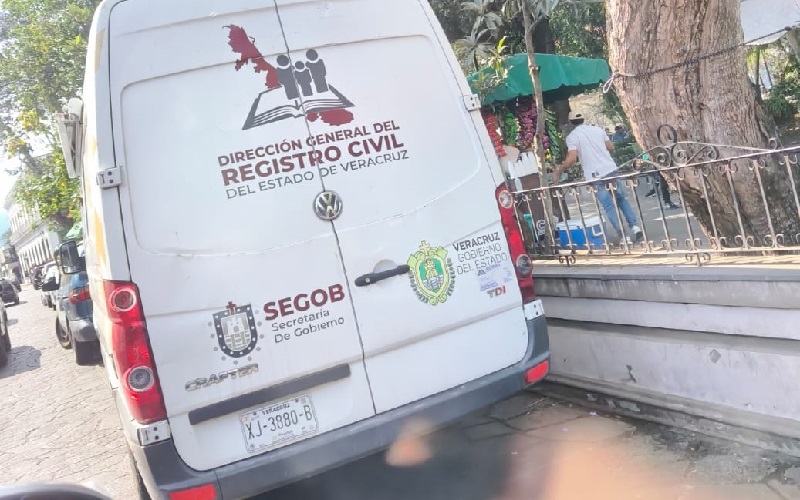 DIRECCIÓN GENERAL DEL
REGISTRO CIVIL
DEL ESTADO DE VERACRUZ
VERACRUZ
GOBIERNO
DEL ESTADO
TDI
SEGOB
Secretaría
De Gobierno
CRAFTER
XJ-3880-B